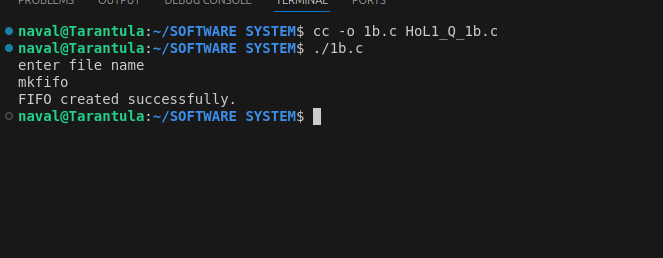 PROBLEMS OUTPUT DEBUG CONSOLE TERMINAL PORTS
naval@Tarantula:~/SOFTWARE SYSTEM$ cc -o 1b.c HoL1_Q_1b.c
naval@Tarantula:~/SOFTWARE SYSTEM$ ./1b.c
enter file name
mkfifo
FIFO created successfully.
naval@Tarantula:~/SOFTWARE SYSTEM$